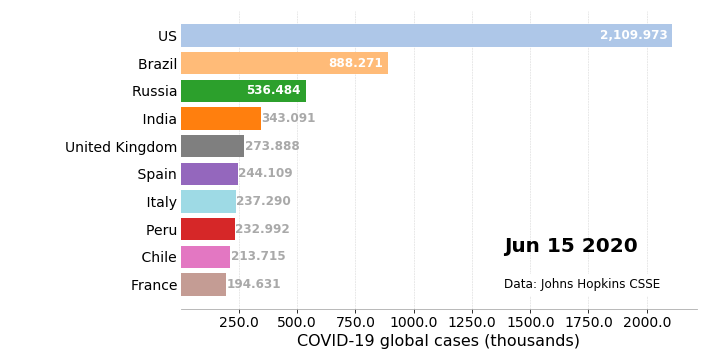 US 2,109.973
Brazil 888.271
Russia 536.484
India 343.091
United Kingdom 273.888
Spain 244.109
Italy 237.290
Peru 232.992
Chile 213.715
France 194.631
Jun 15 2020
Data: Johns Hopkins CSSE
250.0 500.0 750.0 1000.0 1250.0 1500.0 1750.0 2000.0
COVID-19 global cases (thousands)